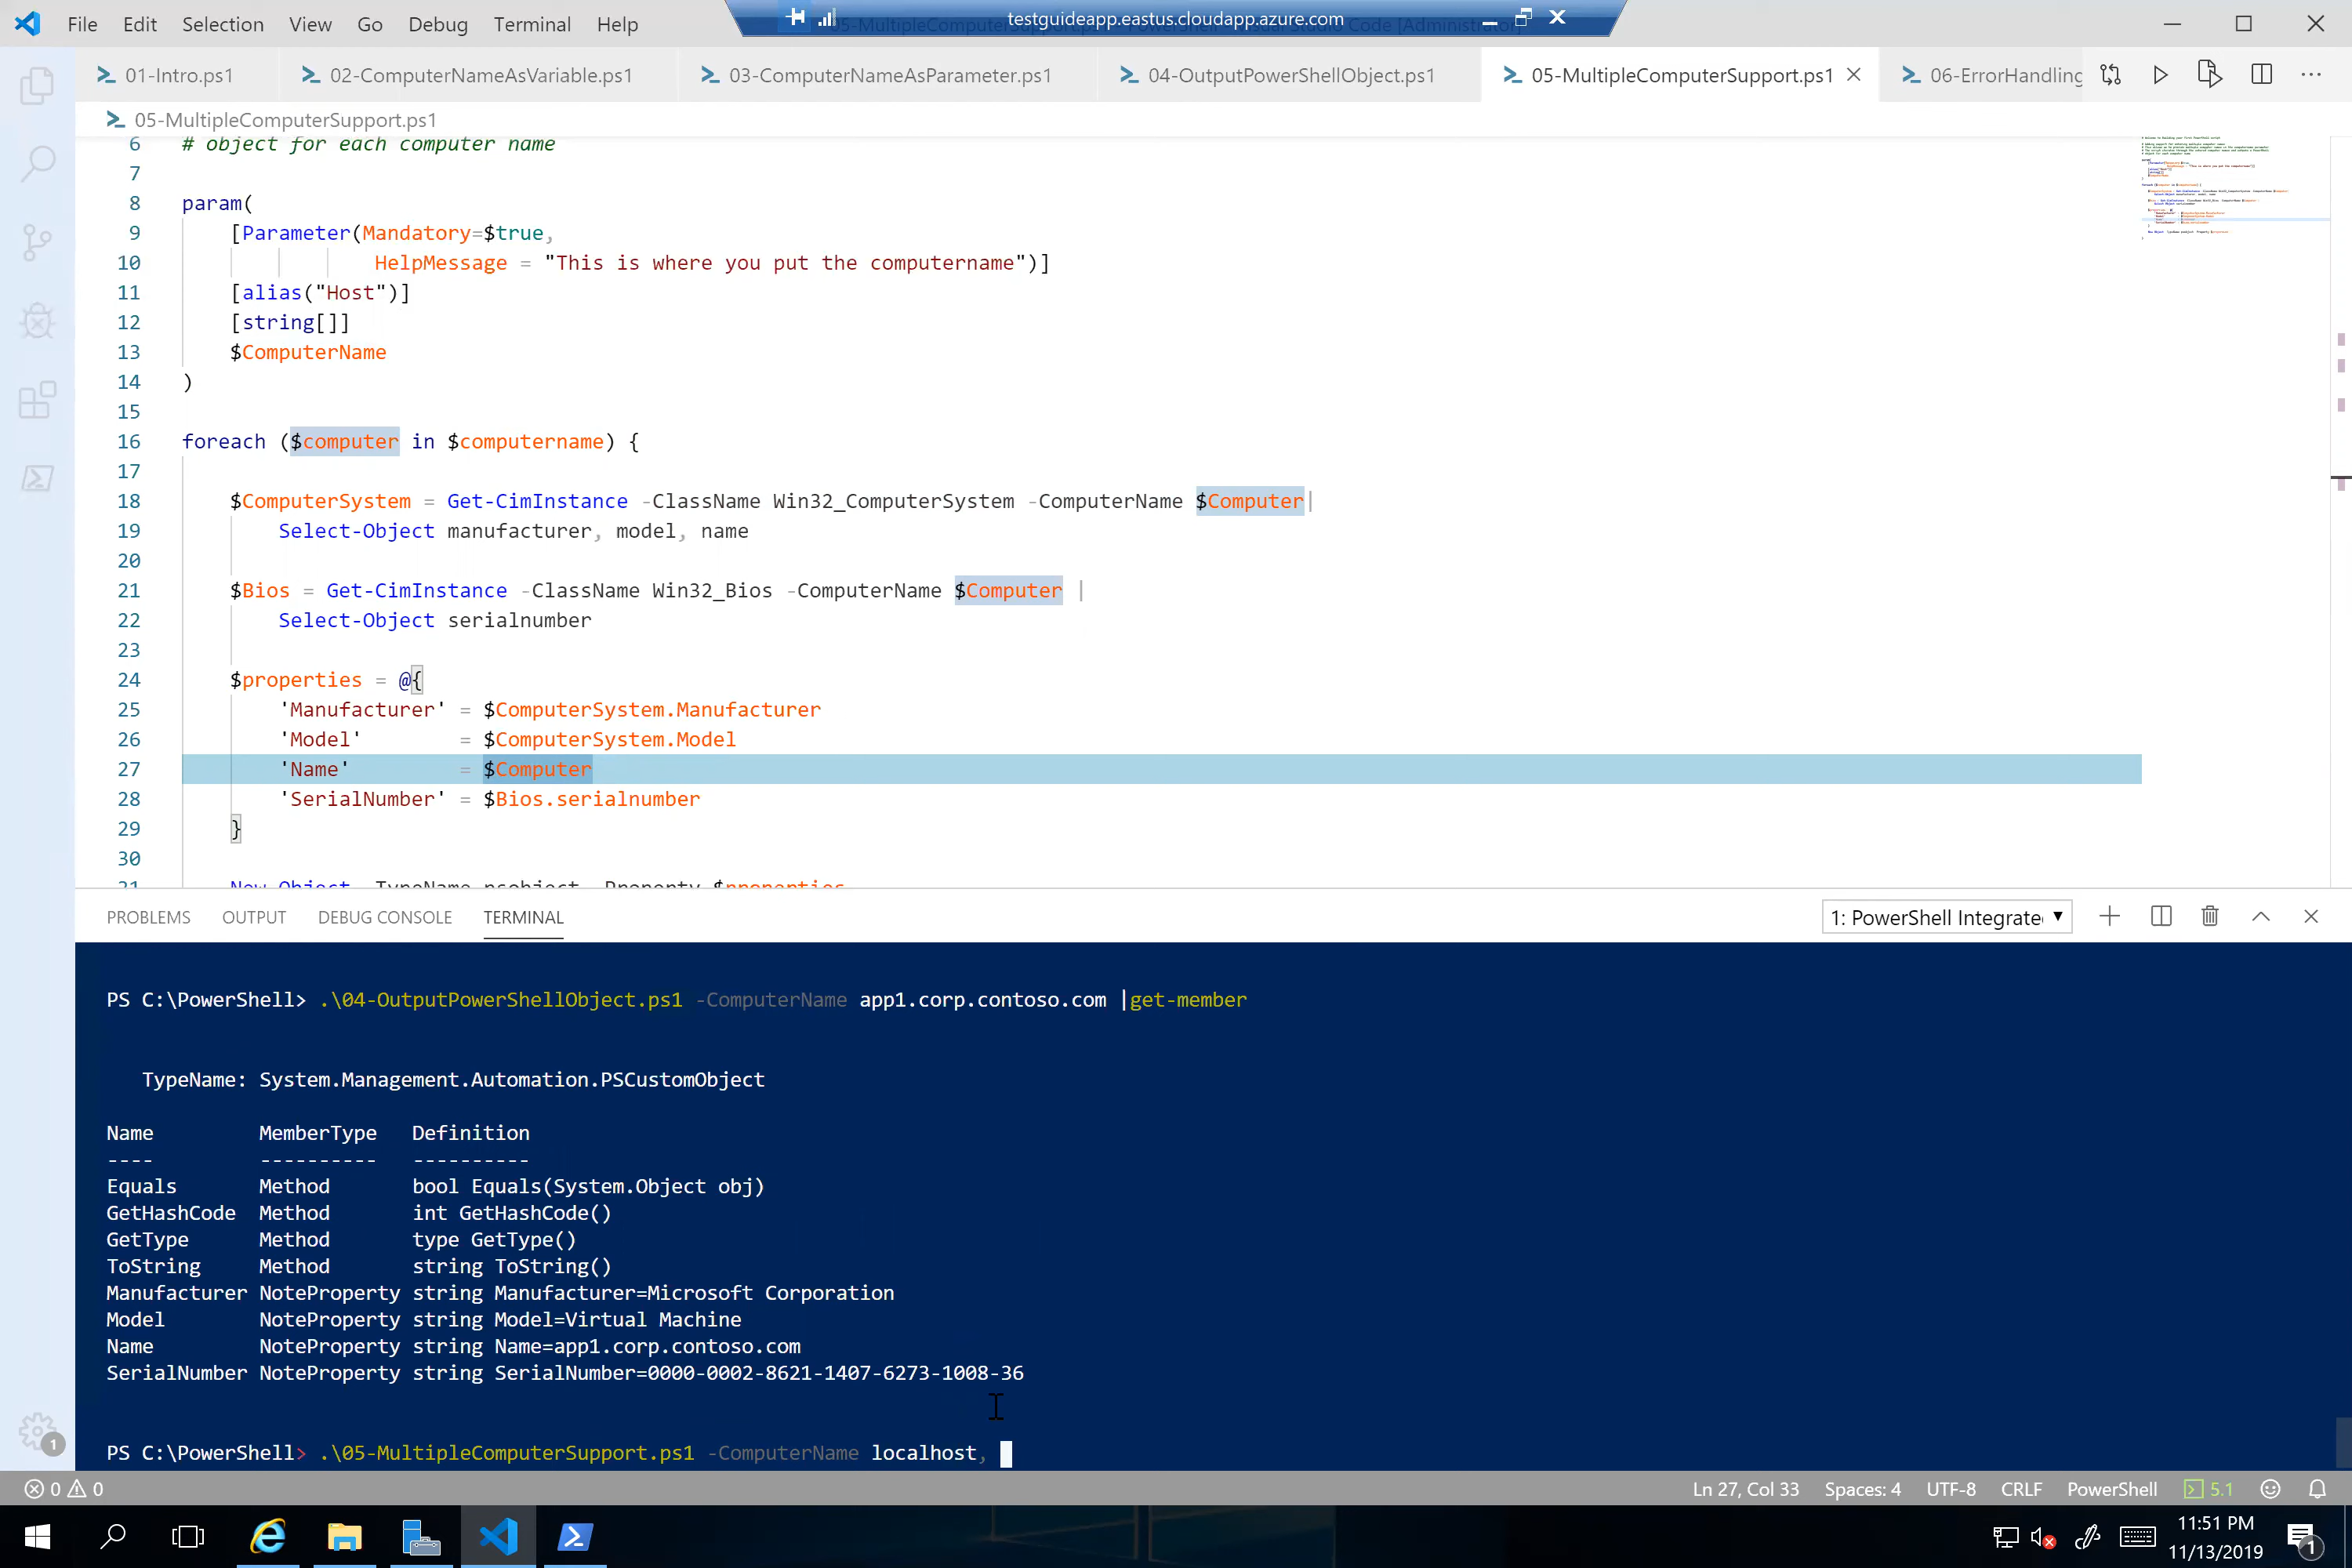 File Edit Selection View Go Debug Terminal Help
testguideapp.eastus.cloudapp.azure.com
01-Intro.ps1 02-ComputerNameAsVariable.ps1 03-ComputerNameAsParameter.ps1 04-OutputPowerShellObject.ps1 05-MultipleComputerSupport.ps1 06-ErrorHandling
05-MultipleComputerSupport.ps1
6 # object for each computer name
7
8 param(
9 [Parameter(Mandatory=$true,
10 HelpMessage = "This is where you put the computername")]
11 [alias("Host")]
12 [string[]]
13 $ComputerName
14 )
15
16 foreach ($computer in $computername) {
17
18 $ComputerSystem = Get-CimInstance -ClassName Win32_ComputerSystem -ComputerName $Computer|
19 Select-Object manufacturer, model, name
20
21 $Bios = Get-CimInstance -ClassName Win32_Bios -ComputerName $Computer |
22 Select-Object serialnumber
23
24 $properties = @{
25 'Manufacturer' = $ComputerSystem.Manufacturer
26 'Model' = $ComputerSystem.Model
27 'Name' = $Computer
28 'SerialNumber' = $Bios.serialnumber
29 }
30
31 New-Object -TypeName psobject -Property $properties
PROBLEMS OUTPUT DEBUG CONSOLE TERMINAL
1: PowerShell Integrate
PS C:\PowerShell> .\04-OutputPowerShellObject.ps1 -ComputerName app1.corp.contoso.com |get-member
TypeName: System.Management.Automation.PSCustomObject
Name MemberType Definition
---- ---------- ----------
Equals Method bool Equals(System.Object obj)
GetHashCode Method int GetHashCode()
GetType Method type GetType()
ToString Method string ToString()
Manufacturer NoteProperty string Manufacturer=Microsoft Corporation
Model NoteProperty string Model=Virtual Machine
Name NoteProperty string Name=app1.corp.contoso.com
SerialNumber NoteProperty string SerialNumber=0000-0002-8621-1407-6273-1008-36
PS C:\PowerShell> .\05-MultipleComputerSupport.ps1 -ComputerName localhost,
1
0 0 Ln 27, Col 33 Spaces: 4 UTF-8 CRLF PowerShell 5.1
11:51 PM
11/13/2019
1